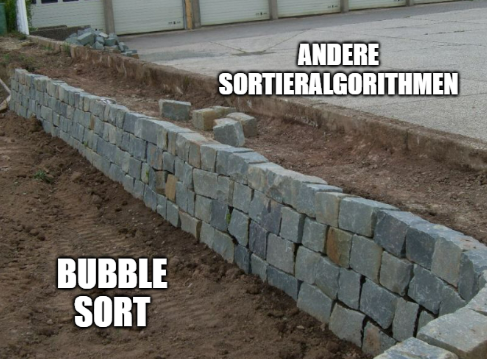 ANDERE
SORTIERALGORITHMEN
BUBBLE
SORT